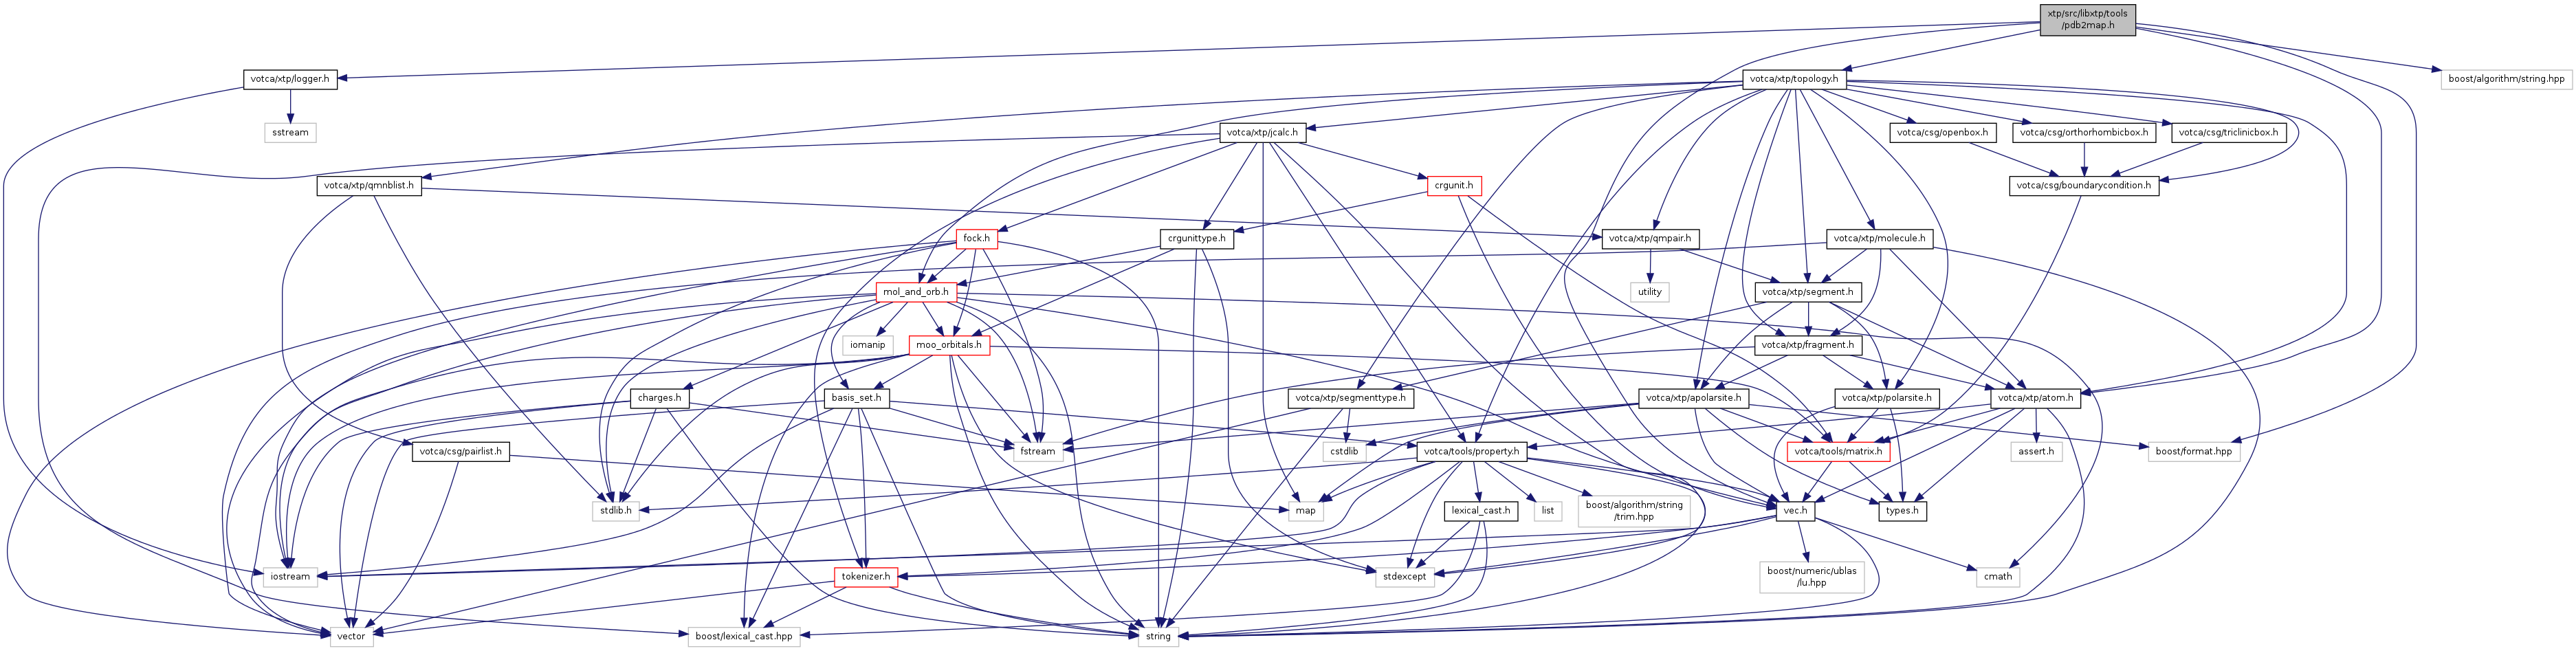 xtp/src/libxtp/tools
/pdb2map.h
votca/xtp/logger.h
votca/xtp/topology.h
boost/algorithm/string.hpp
sstream
votca/xtp/jcalc.h
votca/csg/openbox.h
votca/csg/orthorhombicbox.h
votca/csg/triclinicbox.h
votca/xtp/qmnblist.h
crgunit.h
votca/csg/boundarycondition.h
fock.h
crgunittype.h
votca/xtp/qmpair.h
votca/xtp/molecule.h
mol_and_orb.h
utility
votca/xtp/segment.h
iomanip
moo_orbitals.h
votca/xtp/fragment.h
charges.h
basis_set.h
votca/xtp/segmenttype.h
votca/xtp/apolarsite.h
votca/xtp/polarsite.h
votca/xtp/atom.h
votca/csg/pairlist.h
fstream
cstdlib
votca/tools/property.h
votca/tools/matrix.h
assert.h
boost/format.hpp
stdlib.h
map
lexical_cast.h
list
boost/algorithm/string
/trim.hpp
vec.h
types.h
iostream
tokenizer.h
stdexcept
boost/numeric/ublas
/lu.hpp
cmath
vector
boost/lexical_cast.hpp
string